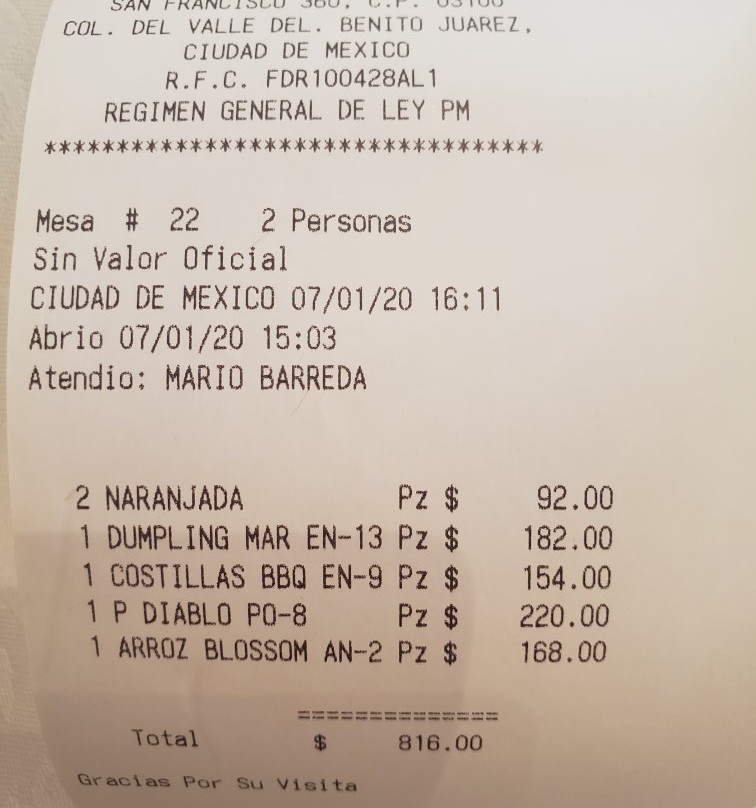 SAN FRANCISCO 360, C.P. 03100
COL. DEL VALLE DEL. BENITO JUAREZ,
CIUDAD DE MEXICO
R.F.C. FDR100428AL1
REGIMEN GENERAL DE LEY PM
**********************************
Mesa # 22 2 Personas
Sin Valor Oficial
CIUDAD DE MEXICO 07/01/20 16:11
Abrio 07/01/20 15:03
Atendio: MARIO BARREDA
2 NARANJADA Pz $ 92.00
1 DUMPLING MAR EN-13 Pz $ 182.00
1 COSTILLAS BBQ EN-9 Pz $ 154.00
1 P DIABLO PO-8 Pz $ 220.00
1 ARROZ BLOSSOM AN-2 Pz $ 168.00
==============
Total $ 816.00
Gracias Por Su Visita